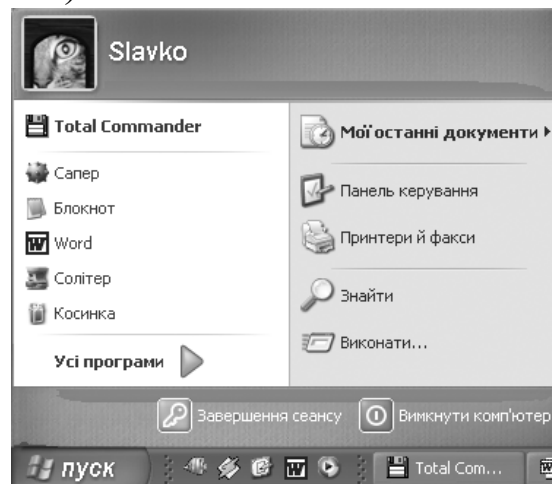 Slavko
Total Commander
Сапер
Блокнот
Word
Солітер
Косинка
Усі програми
Мої останні документи
Панель керування
Принтери й факси
Знайти
Виконати...
Завершення сеансу
Вимкнути комп'ютер
пуск
Total Com...